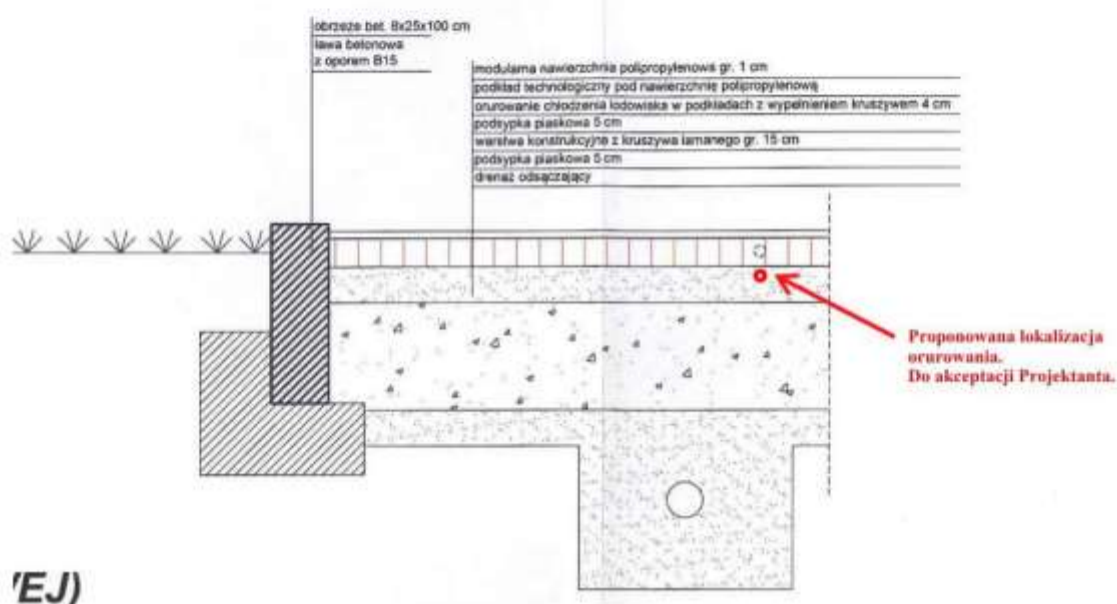 obrzeże bet. 8x25x100 cm
ława betonowa
z oporem B15
modularna nawierzchnia polipropylenowa gr. 1 cm
podkład technologiczny pod nawierzchnię polipropylenową
orurowanie chłodzenia lodowiska w podkładach z wypełnieniem kruszywem 4 cm
podsypka piaskowa 5 cm
warstwa konstrukcyjne z kruszywa łamanego gr. 15 cm
podsypka piaskowa 5 cm
drenaż odsączający
Proponowana lokalizacja
orurowania.
Do akceptacji Projektanta.
EJ)